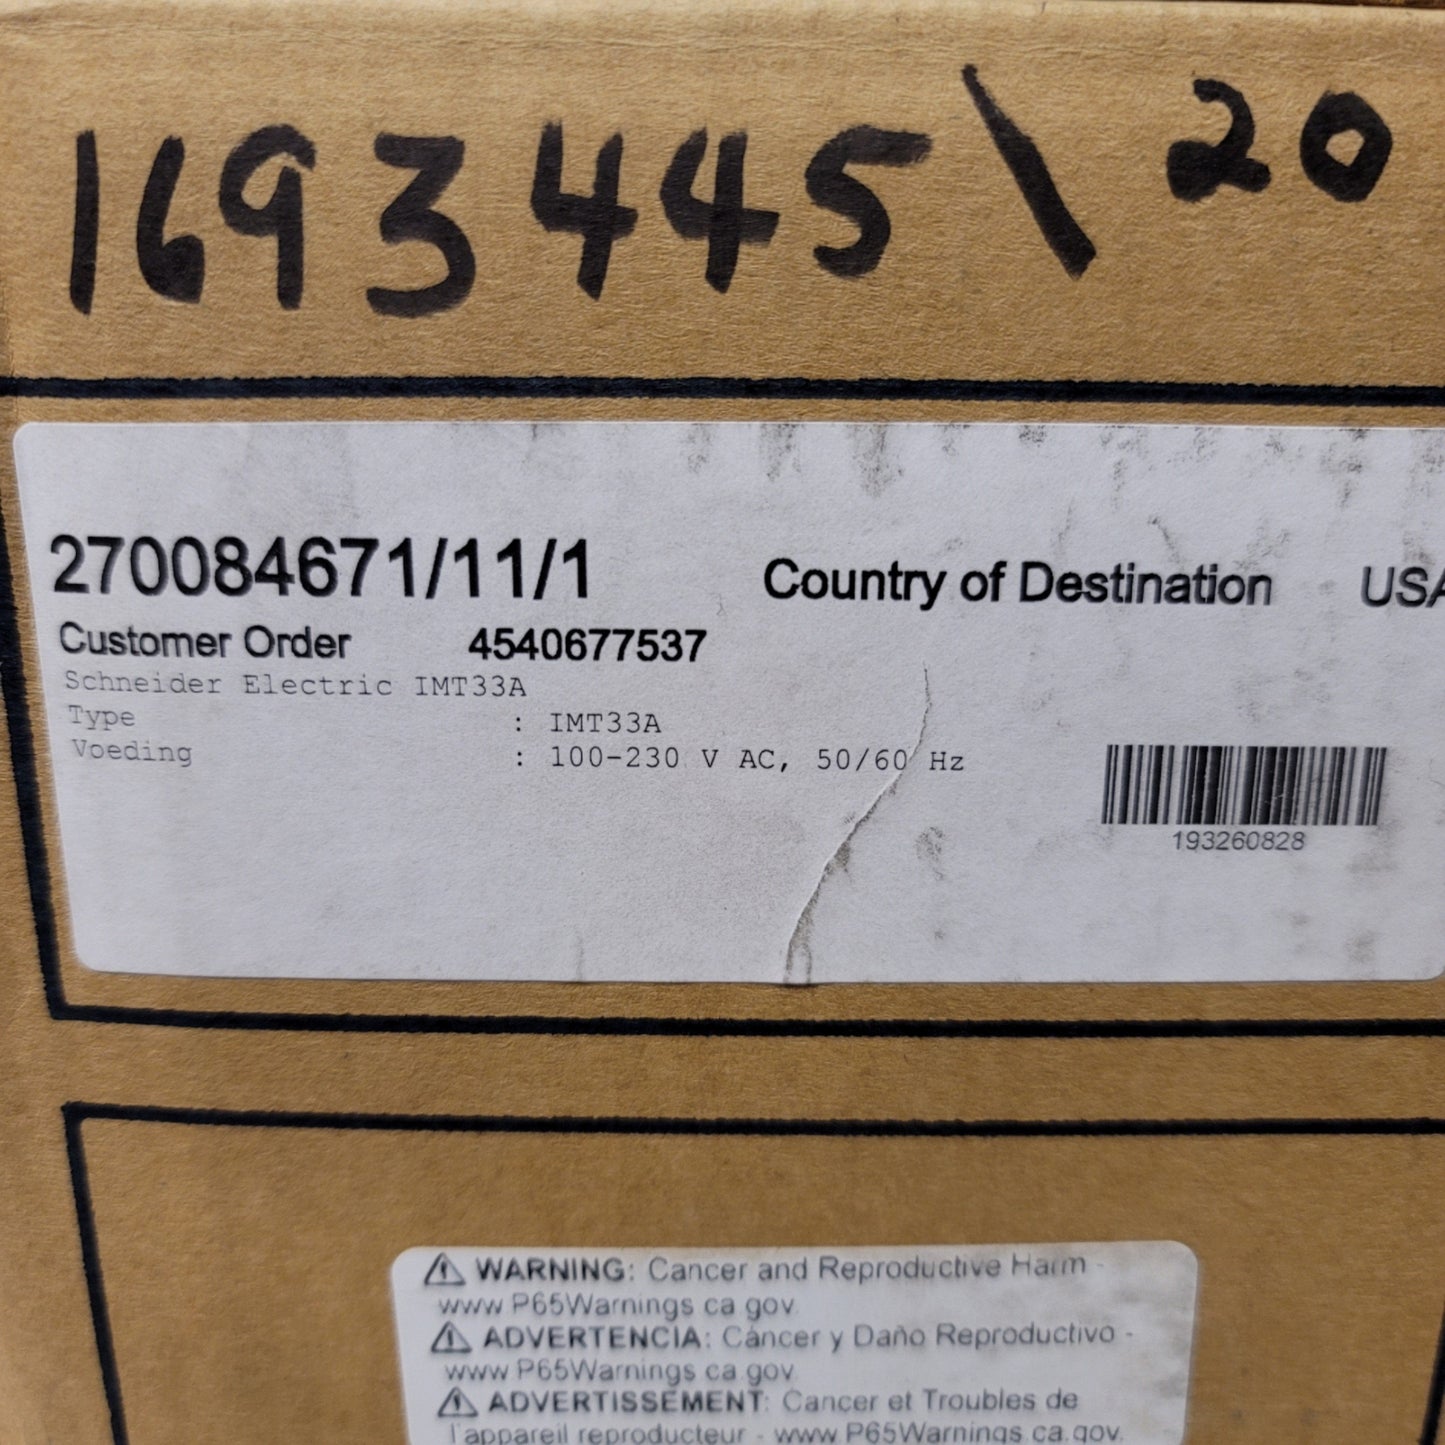 1693445\20
270084671/11/1 Country of Destination USA
Customer Order 4540677537
Schneider Electric IMT33A
Type : IMT33A
Voeding : 100-230 V AC, 50/60 Hz
193260828
⚠ WARNING: Cancer and Reproductive Harm -
www.P65Warnings.ca.gov.
⚠ ADVERTENCIA: Cáncer y Daño Reproductivo -
www.P65Warnings.ca.gov.
⚠ ADVERTISSEMENT: Cancer et Troubles de
l'appareil reproducteur - www.P65Warnings.ca.gov.